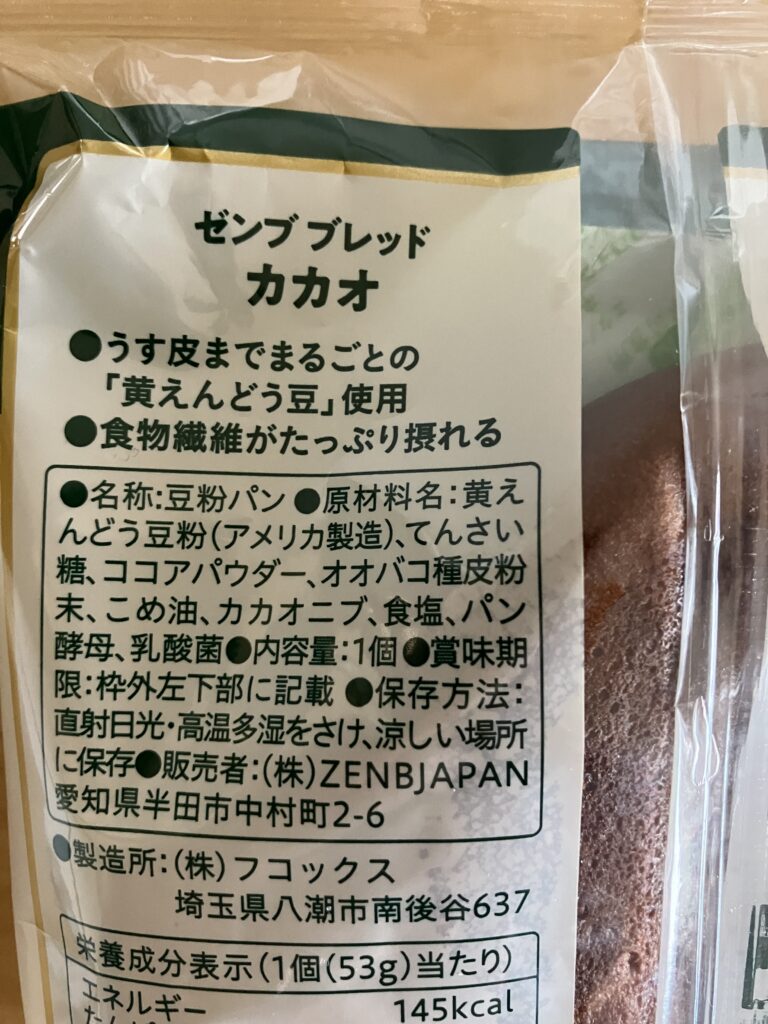 ゼンブ ブレッド
カカオ
●うす皮までまるごとの
「黄えんどう豆」使用
●食物繊維がたっぷり摂れる
●名称:豆粉パン ●原材料名:黄え
んどう豆粉(アメリカ製造)、てんさい
糖、ココアパウダー、オオバコ種皮粉
末、こめ油、カカオニブ、食塩、パン
酵母、乳酸菌●内容量:1個●賞味期
限:枠外左下部に記載 ●保存方法:
直射日光・高温多湿をさけ、涼しい場所
に保存●販売者:(株)ZENBJAPAN
愛知県半田市中村町2-6
●製造所:(株)フコックス
埼玉県八潮市南後谷637
栄養成分表示(1個(53g)当たり)
エネルギー 145kcal